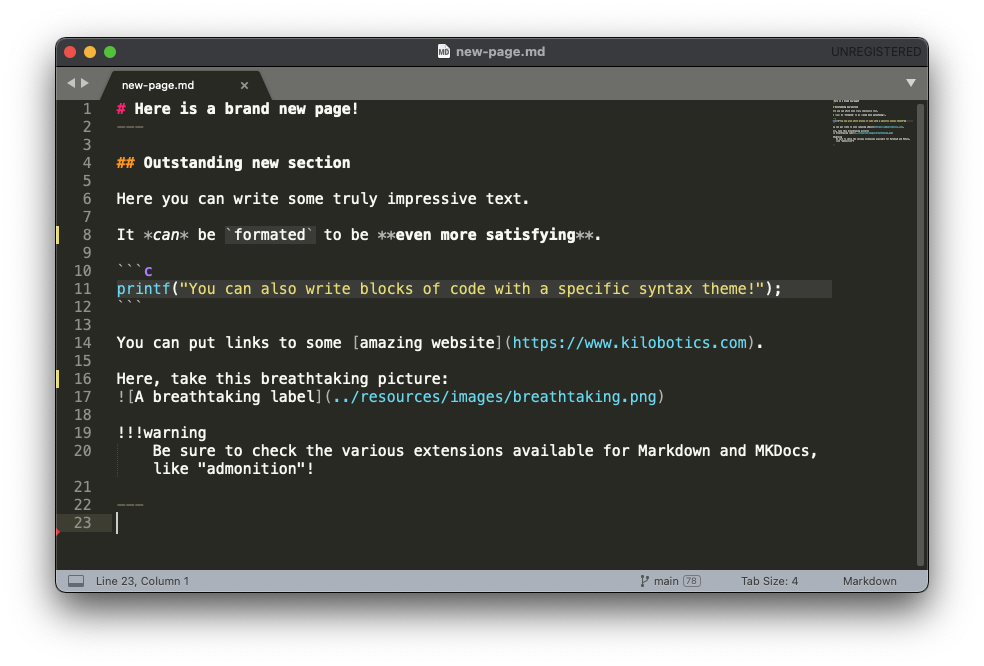 new-page.md
UNREGISTERED
new-page.md
1 # Here is a brand new page!
2 ---
3
4 ## Outstanding new section
5
6 Here you can write some truly impressive text.
7
8 It *can* be `formated` to be **even more satisfying**.
9
10 ```c
11 printf("You can also write blocks of code with a specific syntax theme!");
12 ```
13
14 You can put links to some [amazing website](https://www.kilobotics.com).
15
16 Here, take this breathtaking picture:
17 ![A breathtaking label](../resources/images/breathtaking.png)
18
19 !!!warning
20 Be sure to check the various extensions available for Markdown and MKDocs,
like "admonition"!
21
22 ---
23
Line 23, Column 1
main 78
Tab Size: 4
Markdown